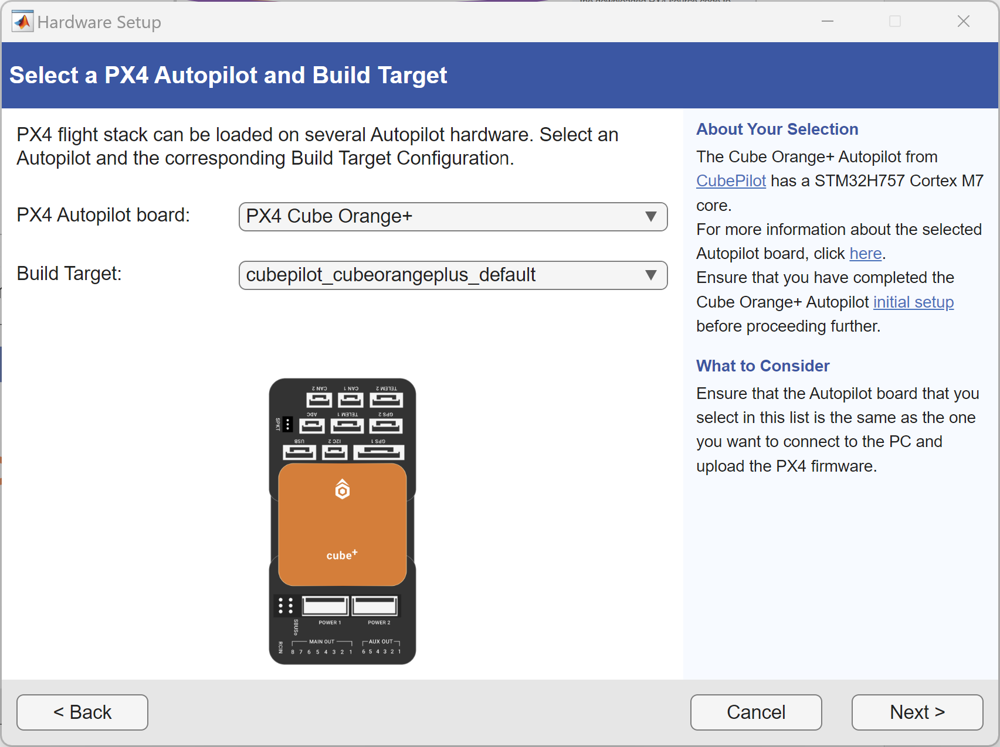 Hardware Setup
Select a PX4 Autopilot and Build Target
PX4 flight stack can be loaded on several Autopilot hardware. Select an
Autopilot and the corresponding Build Target Configuration.
PX4 Autopilot board:
PX4 Cube Orange+
Build Target:
cubepilot_cubeorangeplus_default
CAN 2
CAN 1
TELEM 2
SPKT
ADC
TELEM 1
GPS 2
USB
I2C 2
GPS 1
cube+
POWER 1
POWER 2
SBUSo
RCIN
MAIN OUT
AUX OUT
8 7 6 5 4 3 2 1
6 5 4 3 2 1
About Your Selection
The Cube Orange+ Autopilot from
CubePilot has a STM32H757 Cortex M7
core.
For more information about the selected
Autopilot board, click here.
Ensure that you have completed the
Cube Orange+ Autopilot initial setup
before proceeding further.
What to Consider
Ensure that the Autopilot board that you
select in this list is the same as the one
you want to connect to the PC and
upload the PX4 firmware.
< Back
Cancel
Next >